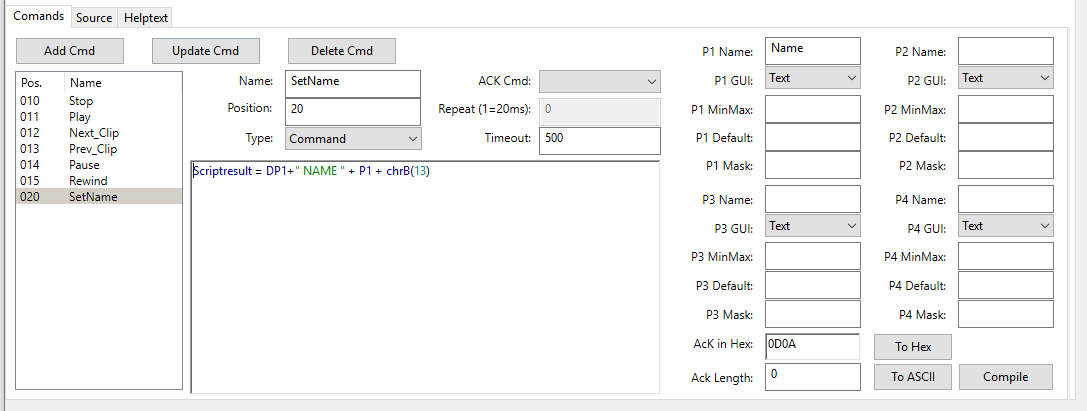 Comands Source Helptext
Add Cmd Update Cmd Delete Cmd
Pos. Name
010 Stop
011 Play
012 Next_Clip
013 Prev_Clip
014 Pause
015 Rewind
020 SetName
Name: SetName ACK Cmd:
Position: 20 Repeat (1=20ms): 0
Type: Command Timeout: 500
Scriptresult = DP1+" NAME " + P1 + chrB(13)
P1 Name: Name P2 Name:
P1 GUI: Text P2 GUI: Text
P1 MinMax: P2 MinMax:
P1 Default: P2 Default:
P1 Mask: P2 Mask:
P3 Name: P4 Name:
P3 GUI: Text P4 GUI: Text
P3 MinMax: P4 MinMax:
P3 Default: P4 Default:
P3 Mask: P4 Mask:
AcK in Hex: 0D0A To Hex
Ack Length: 0 To ASCII Compile